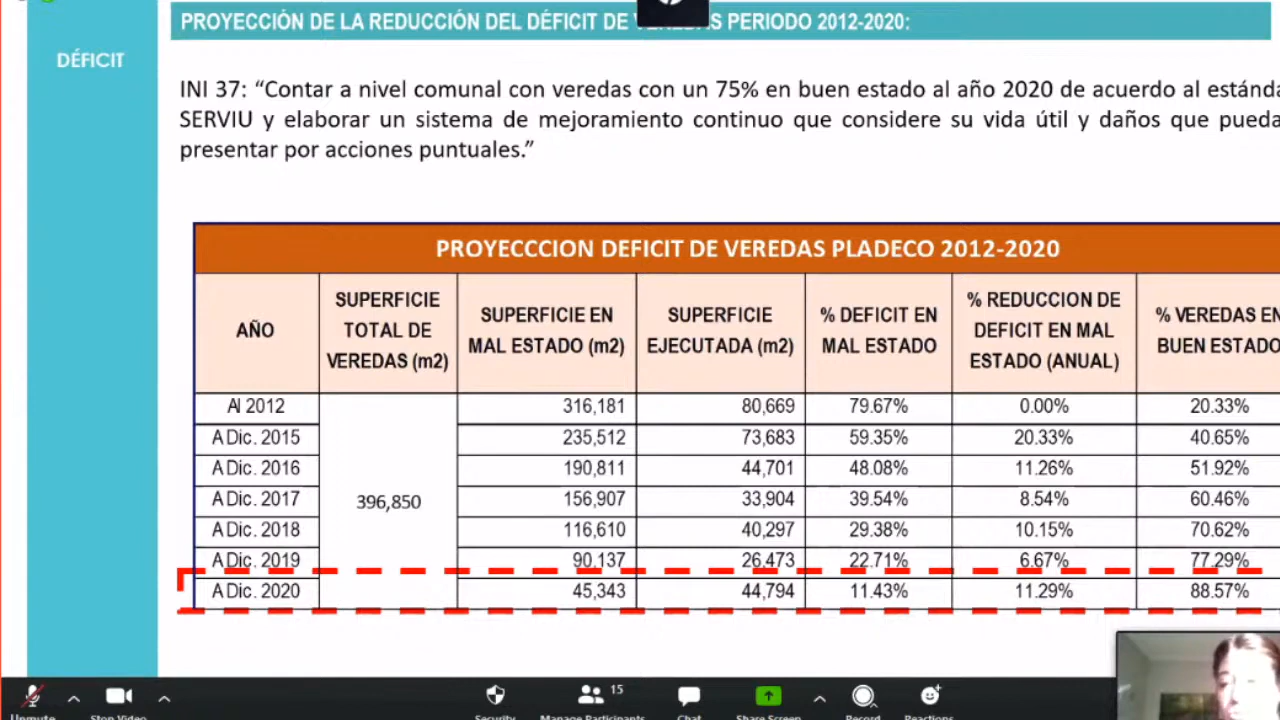 PROYECCIÓN DE LA REDUCCIÓN DEL DÉFICIT DE VEREDAS PERIODO 2012-2020:
DÉFICIT
INI 37: “Contar a nivel comunal con veredas con un 75% en buen estado al año 2020 de acuerdo al
SERVIU y elaborar un sistema de mejoramiento continuo que considere su vida útil y daños que
presentar por acciones puntuales.”
PROYECCCION DEFICIT DE VEREDAS PLADECO 2012-2020
AÑO
SUPERFICIE
TOTAL DE
VEREDAS (m2)
SUPERFICIE EN
MAL ESTADO (m2)
SUPERFICIE
EJECUTADA (m2)
% DEFICIT EN
MAL ESTADO
% REDUCCION DE
DEFICIT EN MAL
ESTADO (ANUAL)
% VEREDAS EN
BUEN ESTADO
Al 2012 316,181 80,669 79.67% 0.00% 20.33%
A Dic. 2015 235,512 73,683 59.35% 20.33% 40.65%
A Dic. 2016 190,811 44,701 48.08% 11.26% 51.92%
A Dic. 2017 156,907 33,904 39.54% 8.54% 60.46%
396,850
A Dic. 2018 116,610 40,297 29.38% 10.15% 70.62%
A Dic. 2019 90,137 26,473 22.71% 6.67% 77.29%
A Dic. 2020 45,343 44,794 11.43% 11.29% 88.57%
15
Unmute
Stop Video
Security
Manage Participants
Chat
Share Screen
Record
Reactions